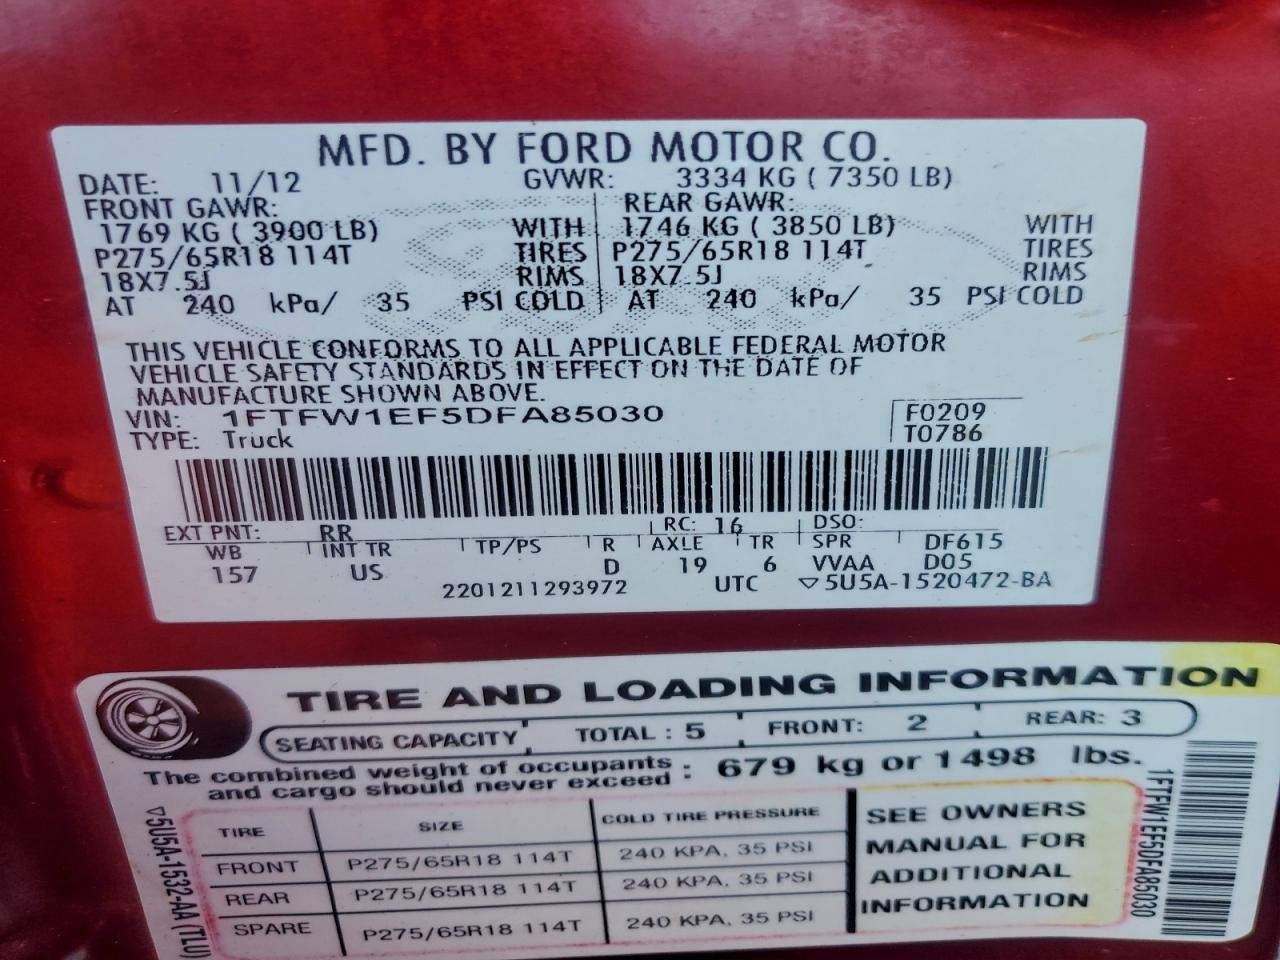 MFD. BY FORD MOTOR CO.
DATE: 11/12 GVWR: 3334 KG ( 7350 LB)
FRONT GAWR: REAR GAWR:
1769 KG ( 3900 LB) WITH 1746 KG ( 3850 LB) WITH
P275/65R18 114T TIRES P275/65R18 114T TIRES
18X7.5J RIMS 18X7.5J RIMS
AT 240 kPa/ 35 PSI COLD AT 240 kPa/ 35 PSI COLD
THIS VEHICLE CONFORMS TO ALL APPLICABLE FEDERAL MOTOR
VEHICLE SAFETY STANDARDS IN EFFECT ON THE DATE OF
MANUFACTURE SHOWN ABOVE.
VIN: 1FTFW1EF5DFA85030 F0209
TYPE: Truck T0786
EXT PNT: RR RC: 16 DSO:
WB INT TR TP/PS R AXLE TR SPR DF615
157 US D 19 6 VVAA D05
2201211293972 UTC ▽5U5A-1520472-BA
TIRE AND LOADING INFORMATION
SEATING CAPACITY TOTAL : 5 FRONT: 2 REAR: 3
The combined weight of occupants
and cargo should never exceed : 679 kg or 1498 lbs.
TIRE SIZE COLD TIRE PRESSURE
FRONT P275/65R18 114T 240 KPA, 35 PSI
REAR P275/65R18 114T 240 KPA, 35 PSI
SPARE P275/65R18 114T 240 KPA, 35 PSI
SEE OWNERS
MANUAL FOR
ADDITIONAL
INFORMATION
▽5U5A-1532-AA (TLU)
1FTFW1EF5DFA85030